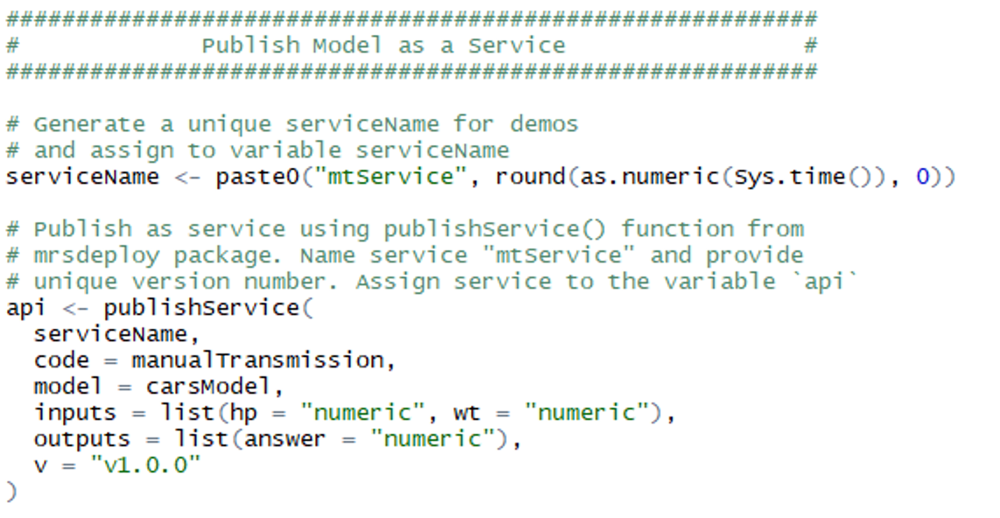 ##########################################################
#             Publish Model as a Service                 #
##########################################################
# Generate a unique serviceName for demos
# and assign to variable serviceName
serviceName <- paste0("mtService", round(as.numeric(Sys.time()), 0))
# Publish as service using publishService() function from
# mrsdeploy package. Name service "mtService" and provide
# unique version number. Assign service to the variable `api`
api <- publishService(
  serviceName,
  code = manualTransmission,
  model = carsModel,
  inputs = list(hp = "numeric", wt = "numeric"),
  outputs = list(answer = "numeric"),
  v = "v1.0.0"
)